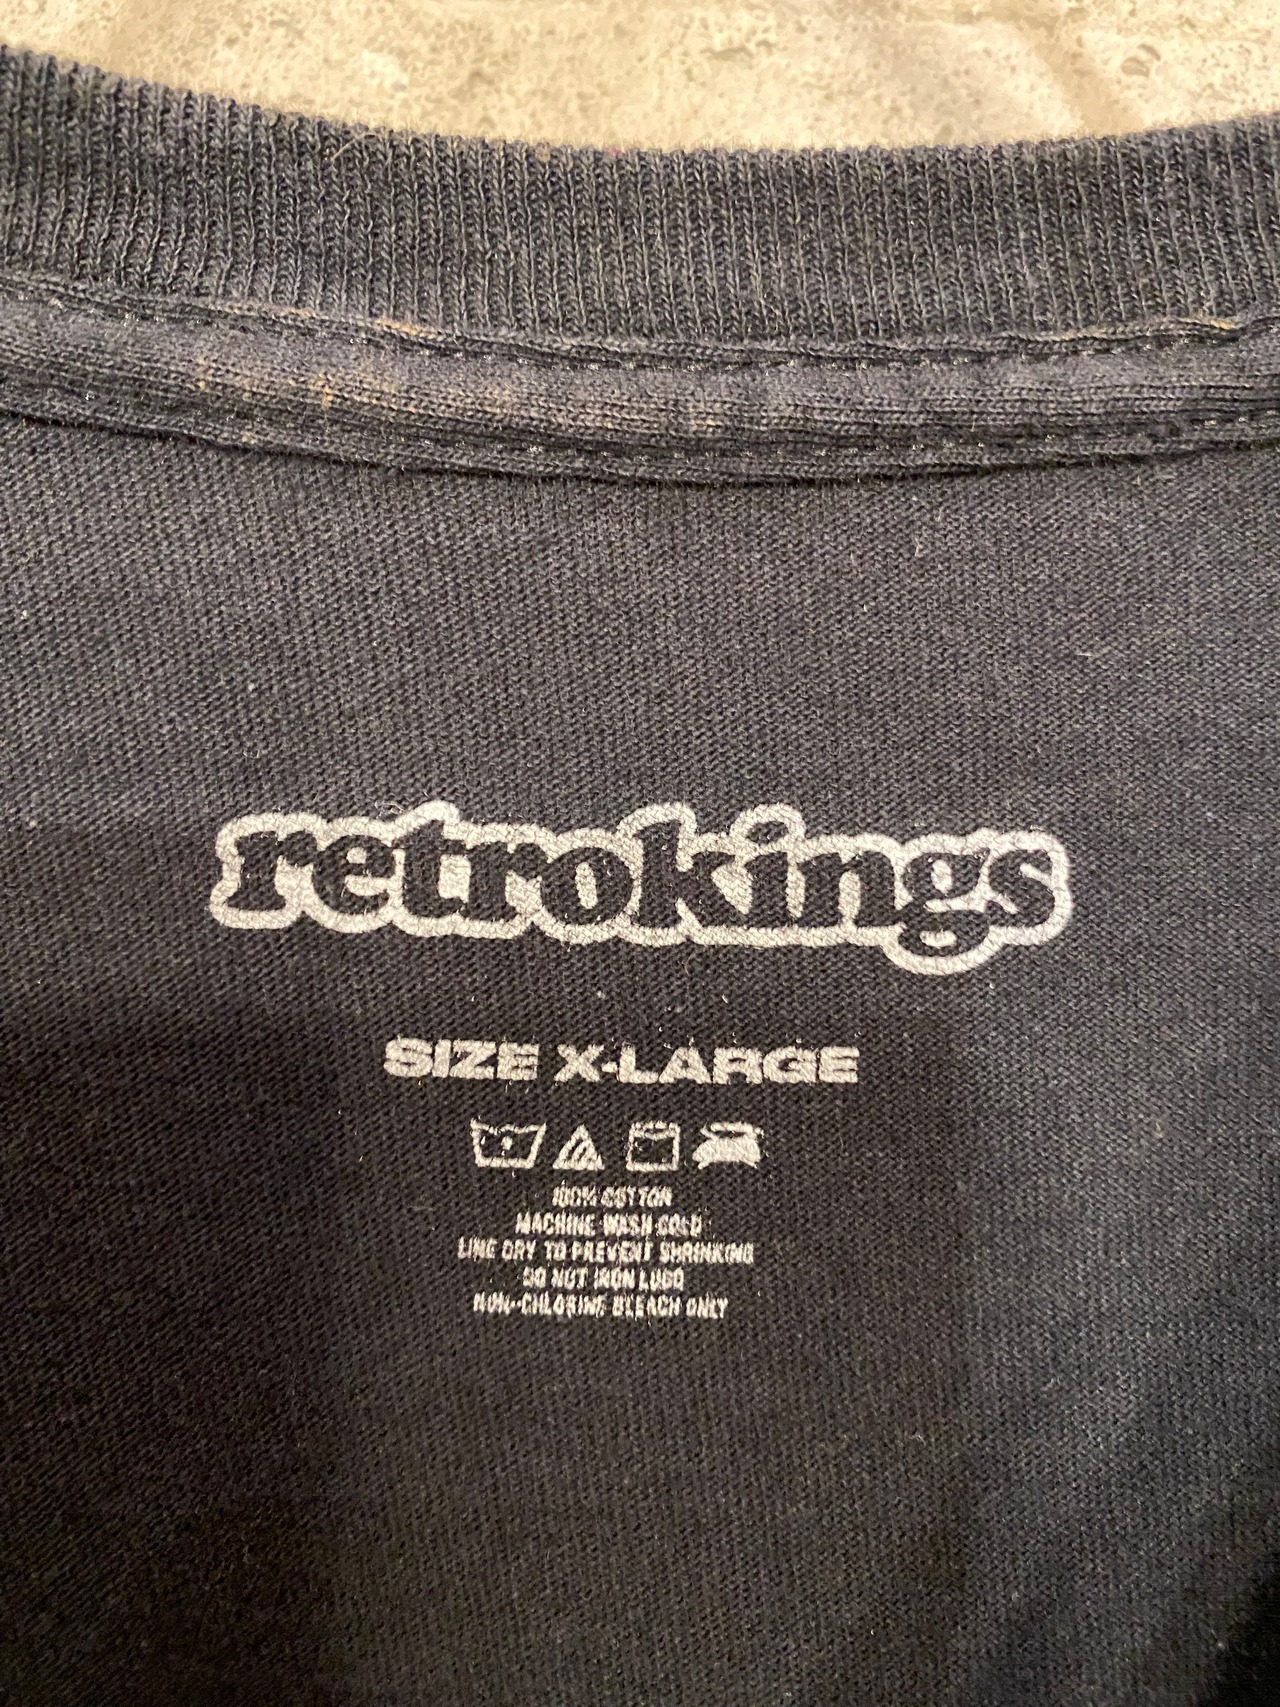 retrokings
SIZE X-LARGE
100% COTTON
MACHINE WASH COLD
LINE DRY TO PREVENT SHRINKING
DO NOT IRON LOGO
NON-CHLORINE BLEACH ONLY